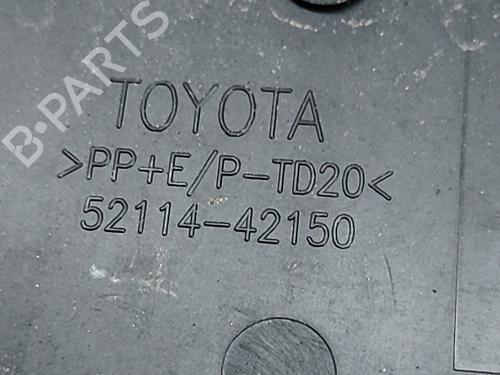 B-PARTS
TOYOTA
>PP+E/P-TD20<
52114-42150